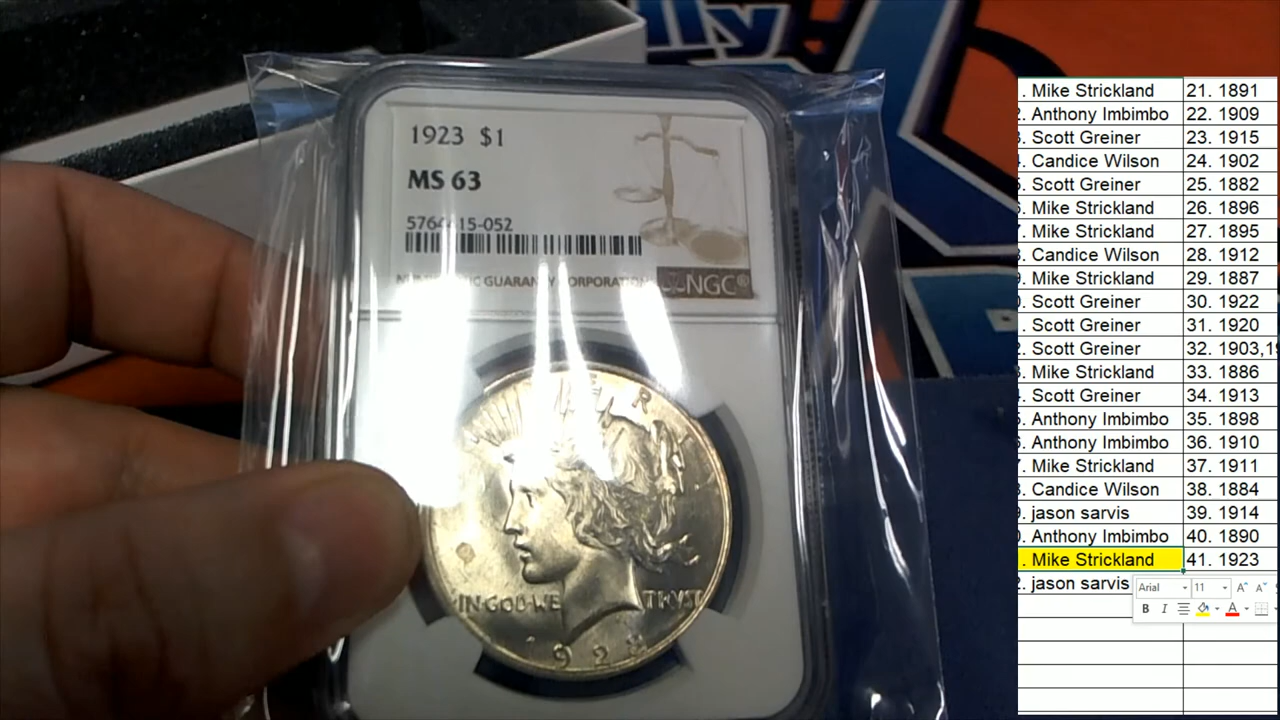 lly
1923 $1
MS 63
NGC®
L BER
IN GOD WE TRVST
192
. Mike Strickland 21. 1891
. Anthony Imbimbo 22. 1909
. Scott Greiner 23. 1915
. Candice Wilson 24. 1902
. Scott Greiner 25. 1882
. Mike Strickland 26. 1896
. Mike Strickland 27. 1895
. Candice Wilson 28. 1912
. Mike Strickland 29. 1887
. Scott Greiner 30. 1922
. Scott Greiner 31. 1920
. Scott Greiner 32. 1903,19
. Mike Strickland 33. 1886
. Scott Greiner 34. 1913
. Anthony Imbimbo 35. 1898
. Anthony Imbimbo 36. 1910
. Mike Strickland 37. 1911
. Candice Wilson 38. 1884
. jason sarvis 39. 1914
. Anthony Imbimbo 40. 1890
. Mike Strickland 41. 1923
. jason sarvis
Arial 11 A A
B I A